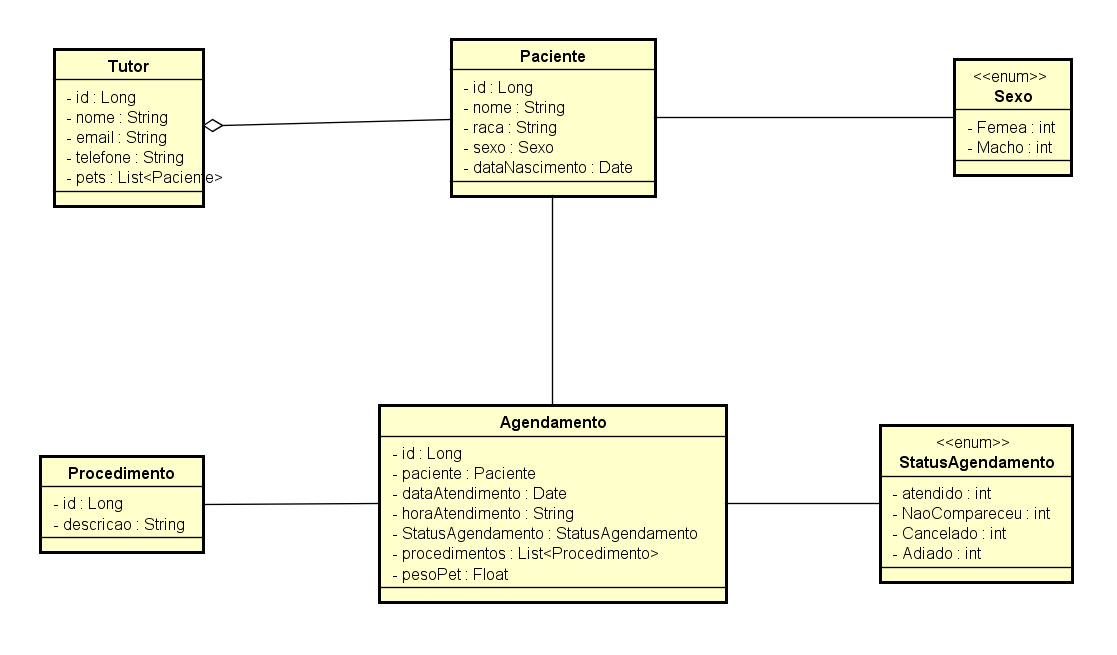 Tutor
- id : Long
- nome : String
- email : String
- telefone : String
- pets : List<Paciente>
Paciente
- id : Long
- nome : String
- raca : String
- sexo : Sexo
- dataNascimento : Date
<<enum>>
Sexo
- Femea : int
- Macho : int
Procedimento
- id : Long
- descricao : String
Agendamento
- id : Long
- paciente : Paciente
- dataAtendimento : Date
- horaAtendimento : String
- StatusAgendamento : StatusAgendamento
- procedimentos : List<Procedimento>
- pesoPet : Float
<<enum>>
StatusAgendamento
- atendido : int
- NaoCompareceu : int
- Cancelado : int
- Adiado : int